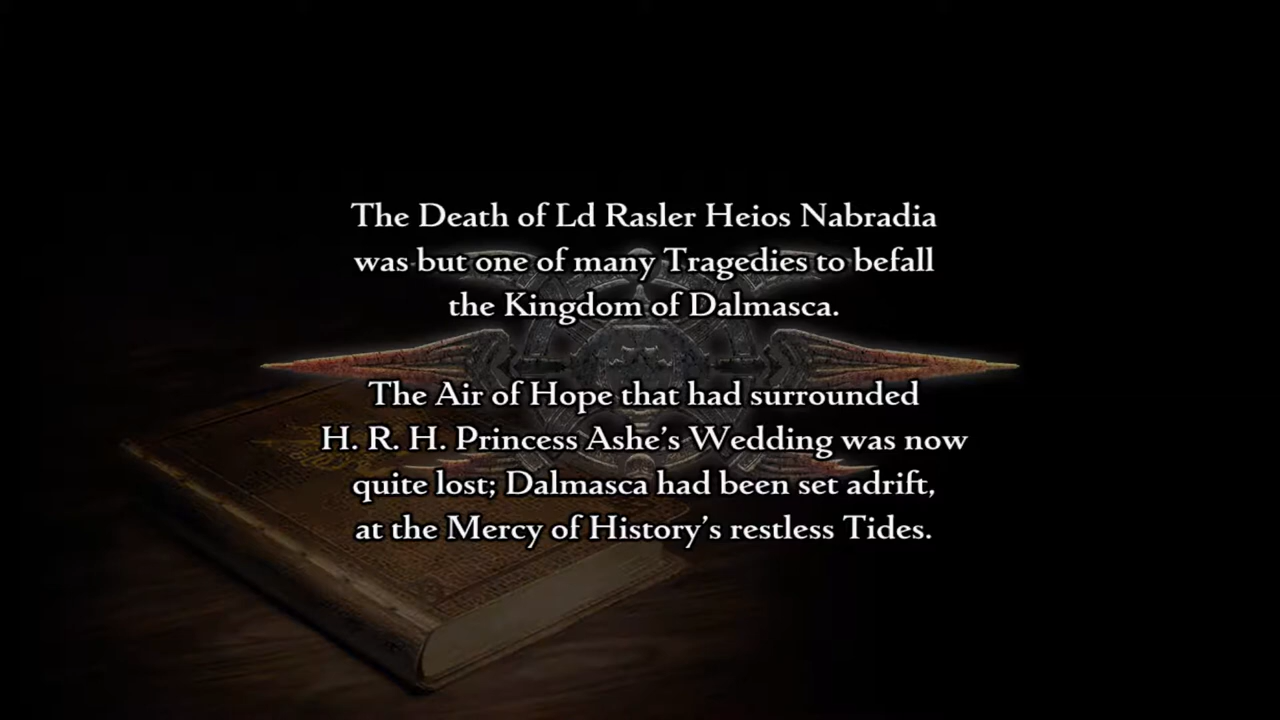 The Death of Ld Rasler Heios Nabradia
was but one of many Tragedies to befall
the Kingdom of Dalmasca.
The Air of Hope that had surrounded
H. R. H. Princess Ashe's Wedding was now
quite lost; Dalmasca had been set adrift,
at the Mercy of History's restless Tides.